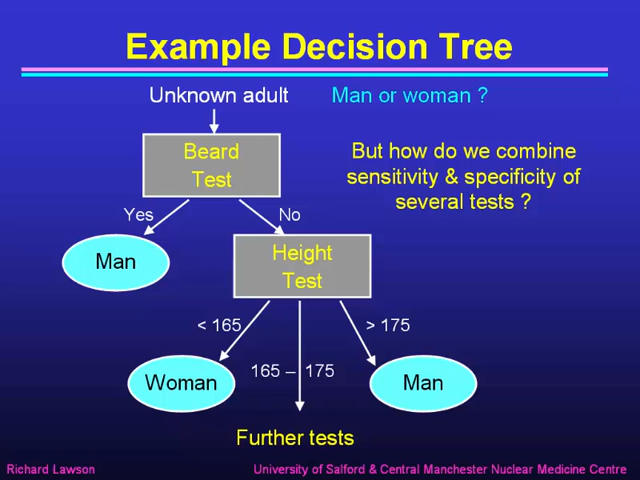 Example Decision Tree
Unknown adult
Man or woman ?
Beard
Test
But how do we combine
sensitivity & specificity of
several tests ?
Yes
No
Man
Height
Test
< 165
> 175
165 – 175
Woman
Man
Further tests
Richard Lawson
University of Salford & Central Manchester Nuclear Medicine Centre